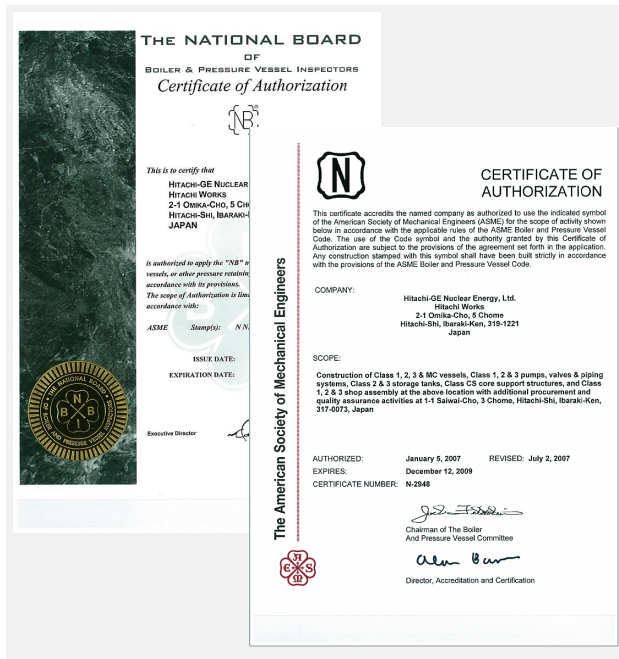 THE NATIONAL BOARD
OF
BOILER & PRESSURE VESSEL INSPECTORS
Certificate of Authorization
NB
This is to certify that
HITACHI-GE NUCLEAR
HITACHI WORKS
2-1 OMIKA-CHO, 5
HITACHI-SHI,
JAPAN
is authorized to apply the "NB"
vessels, or other pressure
accordance with its provisions.
The scope of Authorization is
accordance with:
ASME Stamp(s): N
ISSUE DATE:
EXPIRATION DATE:
Executive Director
THE NATIONAL BOARD
OF BOILER AND PRESSURE VESSEL
N
B B
I
The American Society of Mechanical Engineers
N
CERTIFICATE OF
AUTHORIZATION
This certificate accredits the named company as authorized to use the indicated symbol
of the American Society of Mechanical Engineers (ASME) for the scope of activity shown
below in accordance with the applicable rules of the ASME Boiler and Pressure Vessel
Code. The use of the Code symbol and the authority granted by this Certificate of
Authorization are subject to the provisions of the agreement set forth in the application.
Any construction stamped with this symbol shall have been built strictly in accordance
with the provisions of the ASME Boiler and Pressure Vessel Code.
COMPANY:
Hitachi-GE Nuclear Energy, Ltd.
Hitachi Works
2-1 Omika-Cho, 5 Chome
Hitachi-Shi, Ibaraki-Ken, 319-1221
Japan
SCOPE:
Construction of Class 1, 2, 3 & MC vessels, Class 1, 2 & 3 pumps, valves & piping
systems, Class 2 & 3 storage tanks, Class CS core support structures, and Class
1, 2 & 3 shop assembly at the above location with additional procurement and
quality assurance activities at 1-1 Saiwai-Cho, 3 Chome, Hitachi-Shi, Ibaraki-Ken,
317-0073, Japan
AUTHORIZED: January 5, 2007 REVISED: July 2, 2007
EXPIRES: December 12, 2009
CERTIFICATE NUMBER: N-2948
Chairman of The Boiler
And Pressure Vessel Committee
Director, Accreditation and Certification